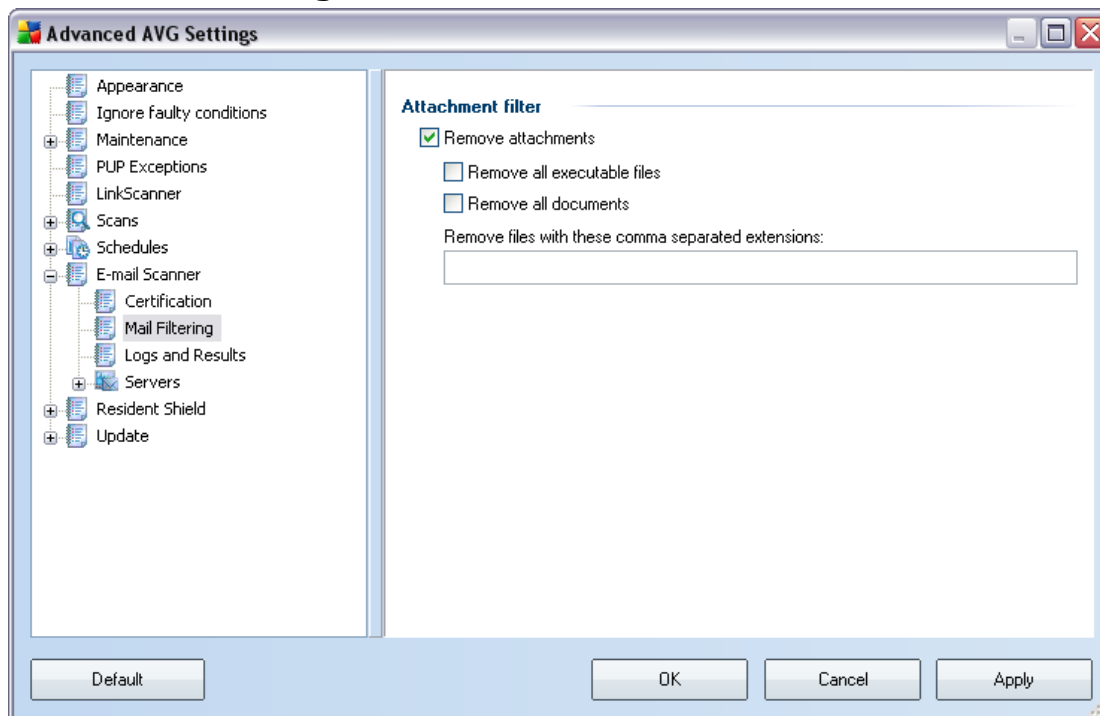 Advanced AVG Settings
Appearance
Ignore faulty conditions
Maintenance
PUP Exceptions
LinkScanner
Scans
Schedules
E-mail Scanner
Certification
Mail Filtering
Logs and Results
Servers
Resident Shield
Update
Attachment filter
Remove attachments
Remove all executable files
Remove all documents
Remove files with these comma separated extensions:
Default
OK
Cancel
Apply